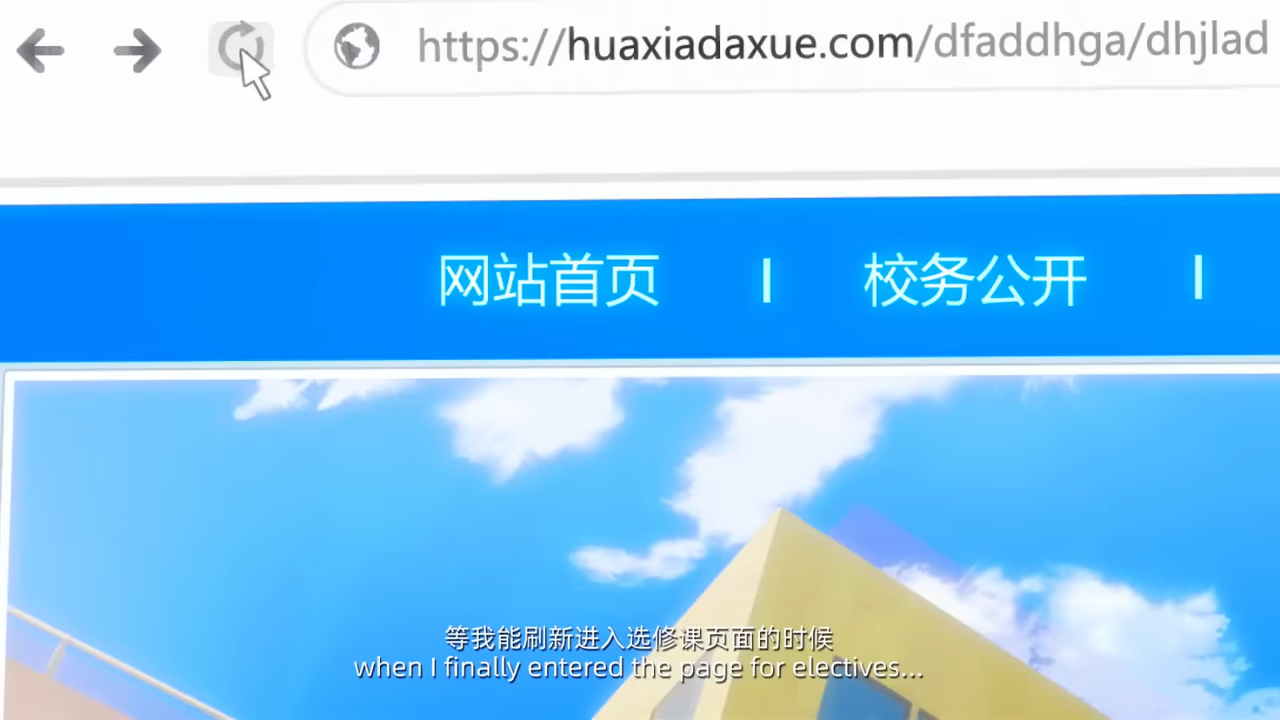 https://huaxiadaxue.com/dfaddhga/dhjlad
网站首页 | 校务公开 |
等我能刷新进入选修课页面的时候
when I finally entered the page for electives...